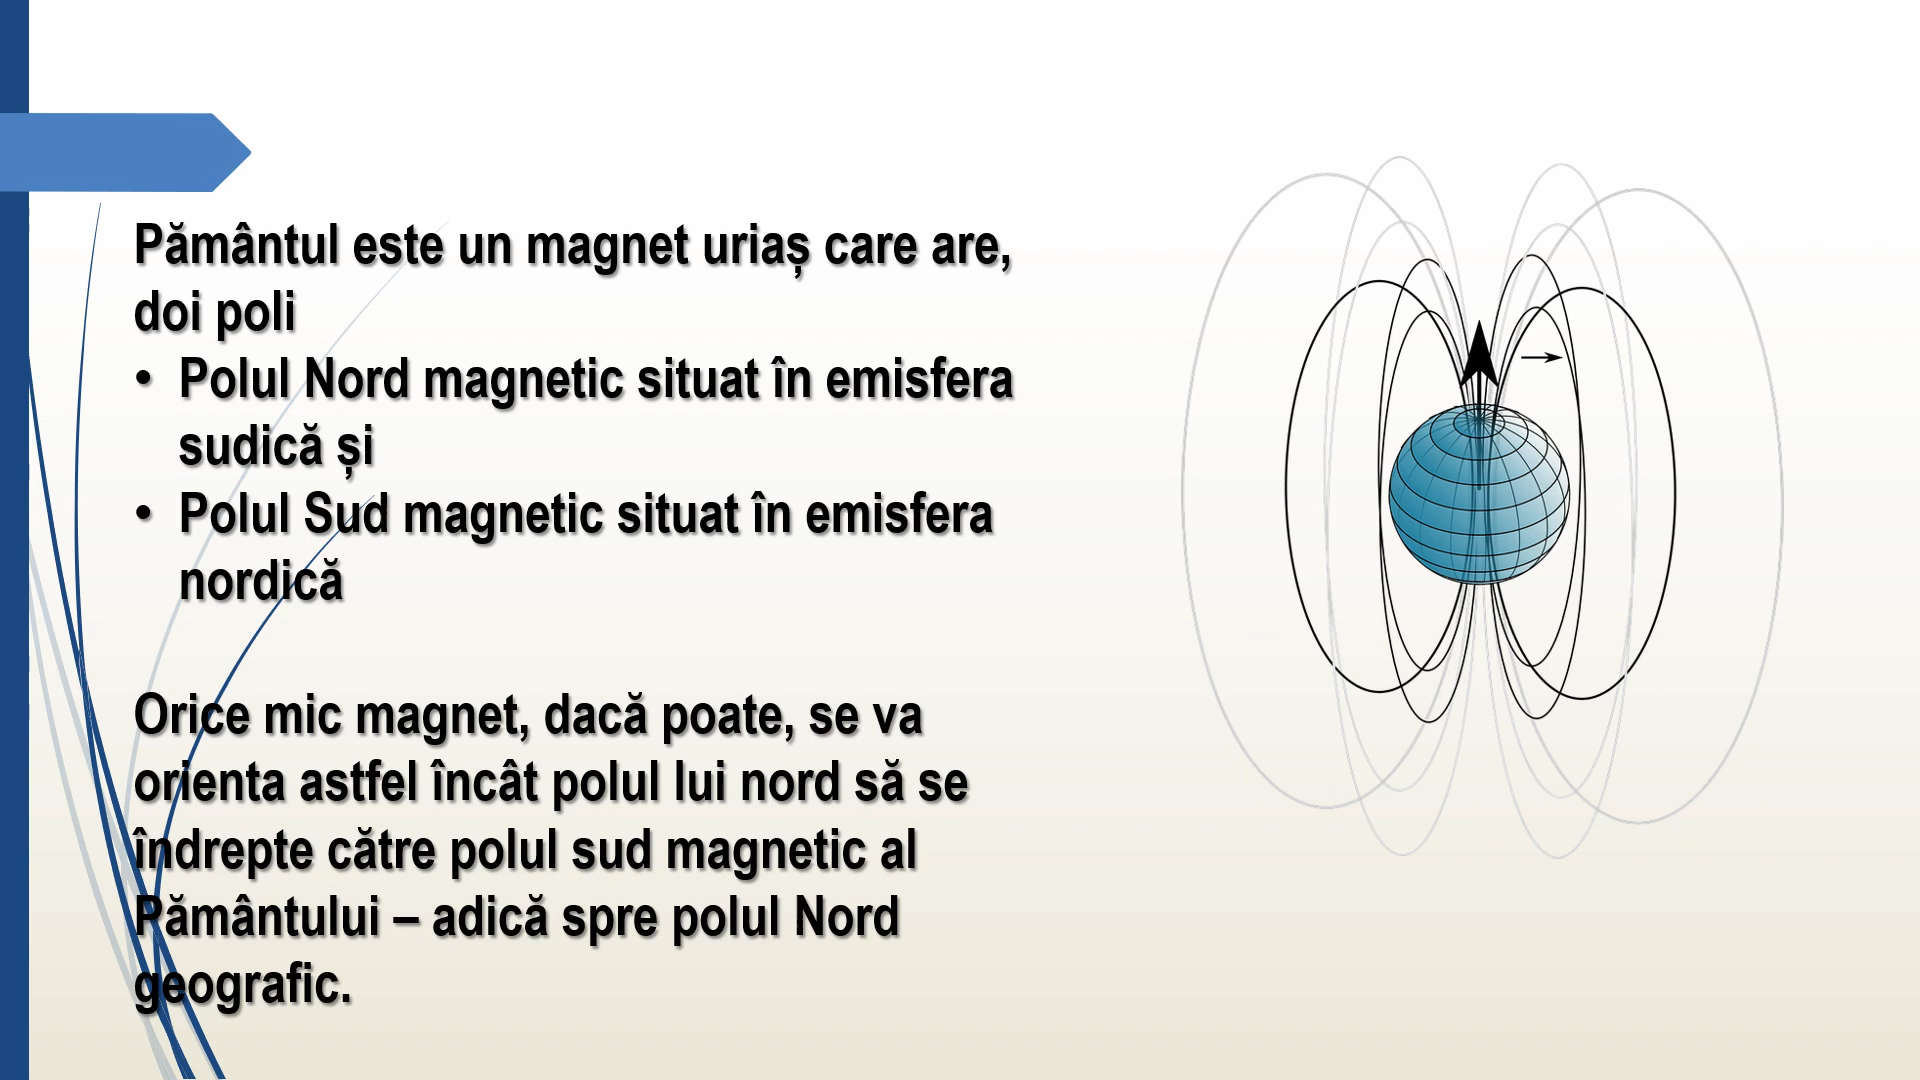 Pământul este un magnet uriaș care are,
doi poli
• Polul Nord magnetic situat în emisfera
sudică și
• Polul Sud magnetic situat în emisfera
nordică
Orice mic magnet, dacă poate, se va
orienta astfel încât polul lui nord să se
îndrepte către polul sud magnetic al
Pământului – adică spre polul Nord
geografic.